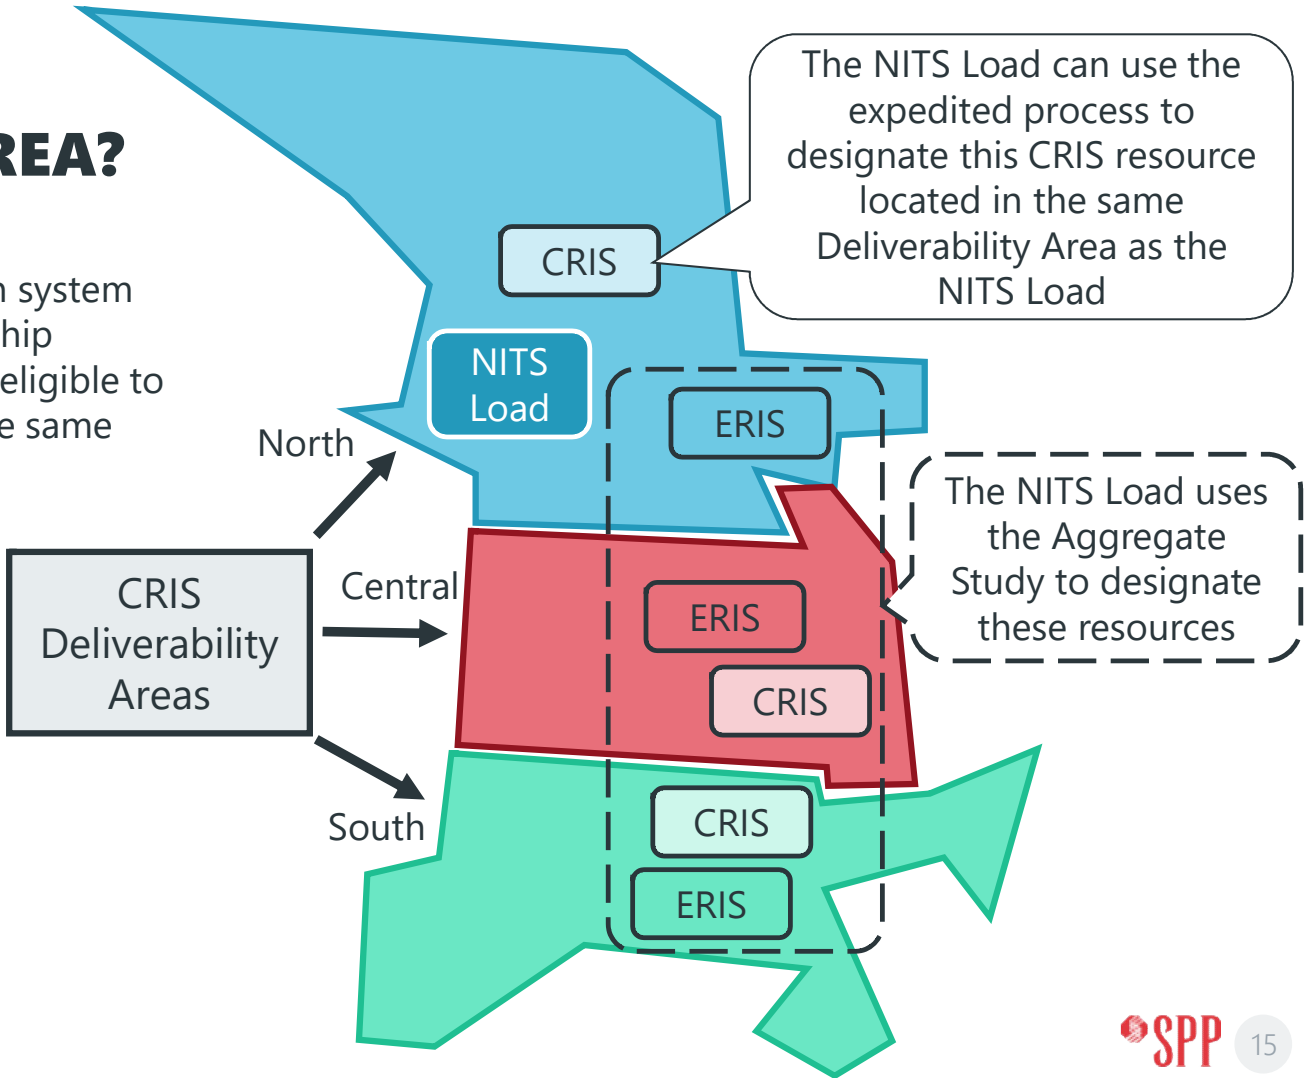 REA?
n system
hip
eligible to
e same
The NITS Load can use the
expedited process to
designate this CRIS resource
located in the same
Deliverability Area as the
NITS Load
CRIS
NITS
Load
ERIS
North
The NITS Load uses
the Aggregate
Study to designate
these resources
CRIS
Deliverability
Areas
Central
ERIS
CRIS
South
CRIS
ERIS
SPP
15